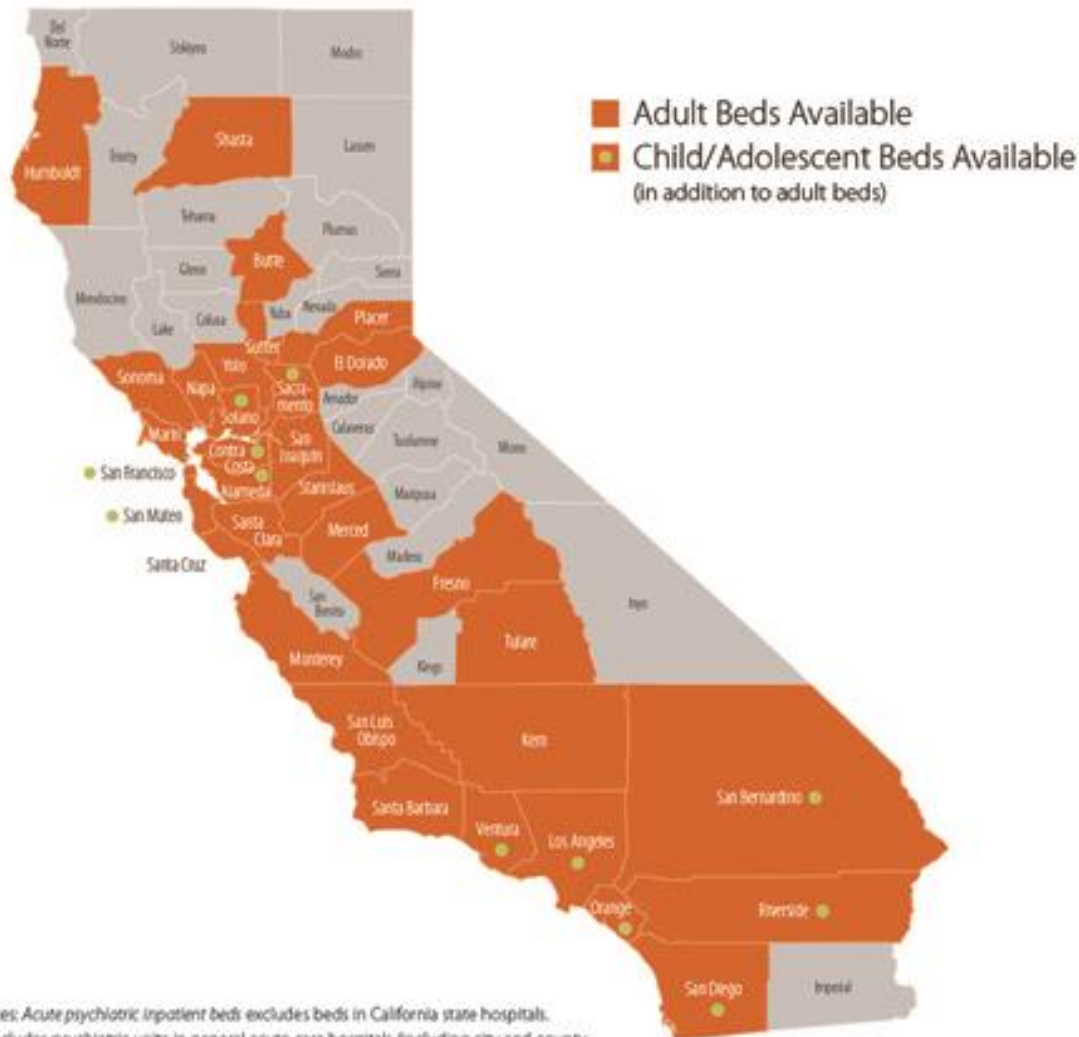 Adult Beds Available
Child/Adolescent Beds Available
(in addition to adult beds)
Del
Norte
Siskiyou
Modoc
Humboldt
Trinity
Shasta
Lassen
Tehama
Plumas
Butte
Glenn
Sierra
Mendocino
Lake
Colusa
Yuba
Nevada
Placer
Sutter
Yolo
El Dorado
Sonoma
Napa
Sacra-
mento
Amador
Alpine
Solano
Calaveras
Marin
Contra
Costa
San
Joaquin
Tuolumne
Mono
San Francisco
Alameda
Stanislaus
Mariposa
San Mateo
Santa
Clara
Merced
Madera
Santa Cruz
San
Benito
Fresno
Inyo
Monterey
Kings
Tulare
San Luis
Obispo
Kern
San Bernardino
Santa Barbara
Ventura
Los Angeles
Orange
Riverside
San Diego
Imperial
es: Acute psychiatric inpatient beds excludes beds in California state hospitals.